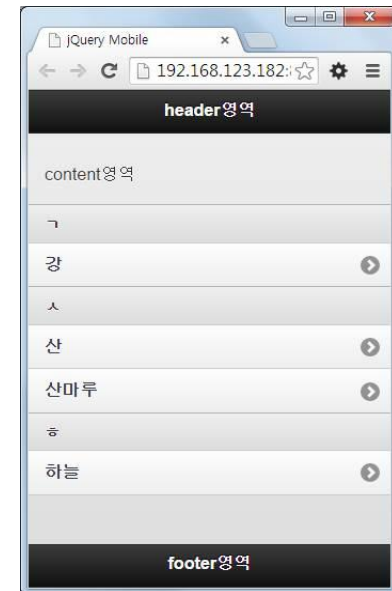 jQuery Mobile
192.168.123.182:
header영역
content영역
ㄱ
강
ㅅ
산
산마루
ㅎ
하늘
footer영역